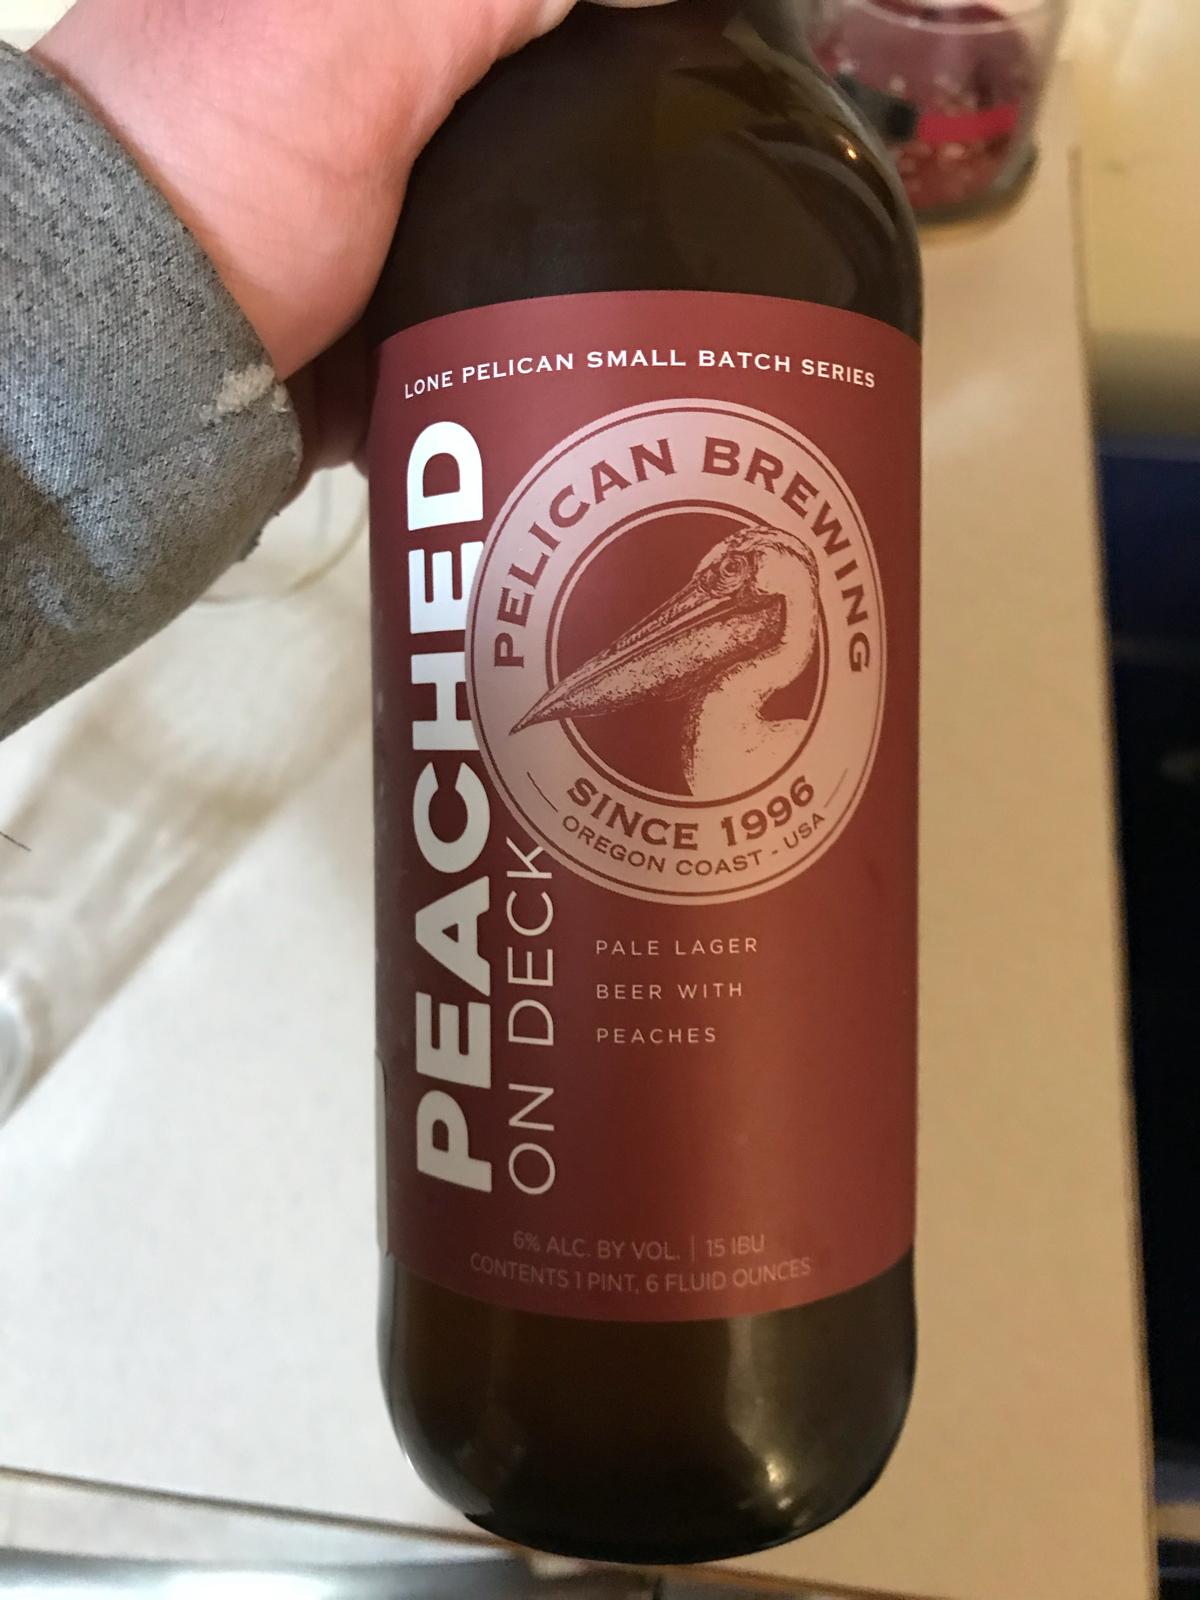 LONE PELICAN SMALL BATCH SERIES
PEACHED
ON DECK
PELICAN BREWING
SINCE 1996
OREGON COAST - USA
PALE LAGER
BEER WITH
PEACHES
6% ALC. BY VOL. | 15 IBU
CONTENTS 1 PINT, 6 FLUID OUNCES